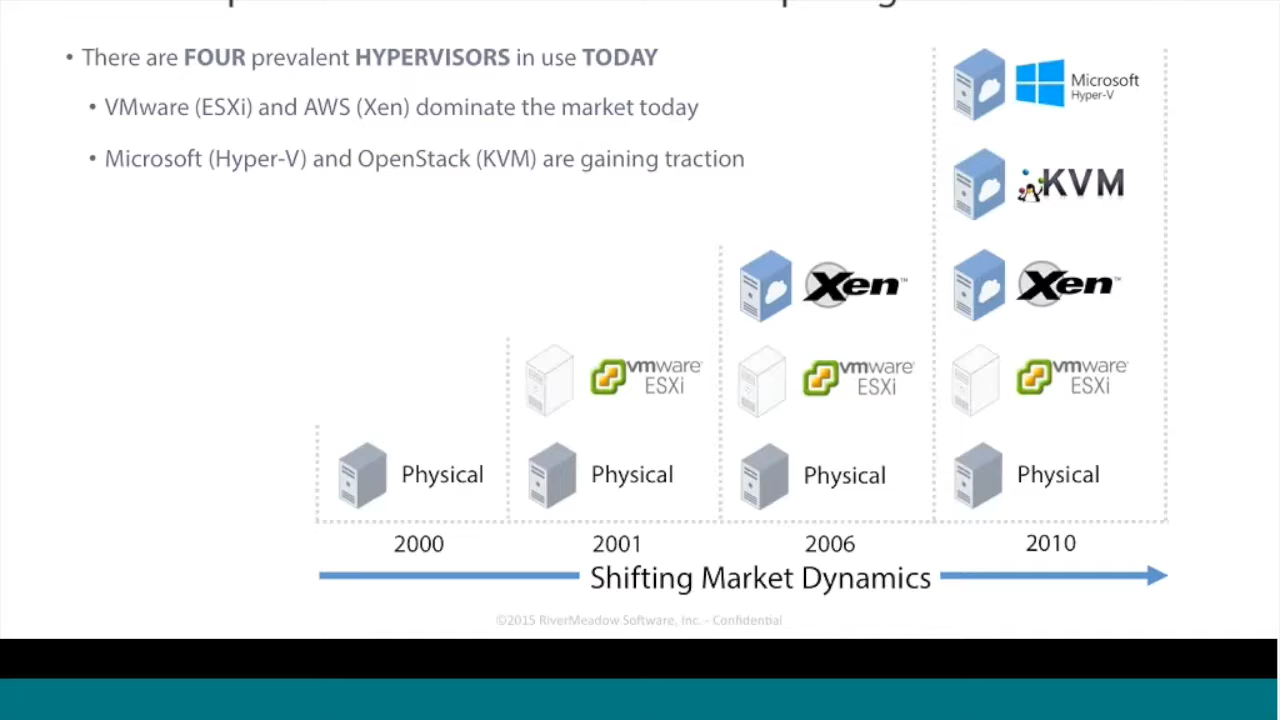 • There are FOUR prevalent HYPERVISORS in use TODAY
• VMware (ESXi) and AWS (Xen) dominate the market today
• Microsoft (Hyper-V) and OpenStack (KVM) are gaining traction
Microsoft
Hyper-V
KVM
Xen™
Xen™
vmware
ESXi
vmware
ESXi
vmware
ESXi
Physical
Physical
Physical
Physical
2000
2001
2006
2010
Shifting Market Dynamics
©2015 RiverMeadow Software, Inc. - Confidential